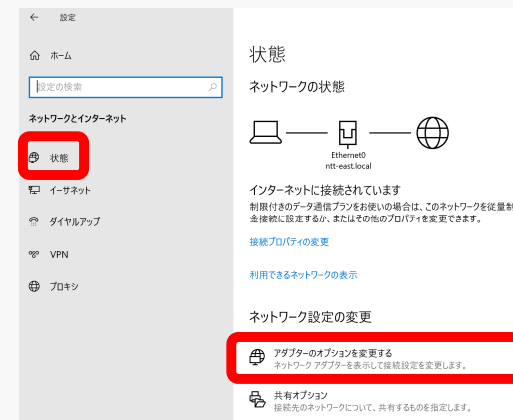 設定
ホーム
設定の検索
ネットワークとインターネット
状態
イーサネット
ダイヤルアップ
VPN
プロキシ
状態
ネットワークの状態
Ethernet0
ntt-east.local
インターネットに接続されています
制限付きのデータ通信プランをお使いの場合は、このネットワークを従量制
金接続に設定するか、またはその他のプロパティを変更できます。
接続プロパティの変更
利用できるネットワークの表示
ネットワーク設定の変更
アダプターのオプションを変更する
ネットワーク アダプターを表示して接続設定を変更します。
共有オプション
接続先のネットワークについて、共有するものを指定します。